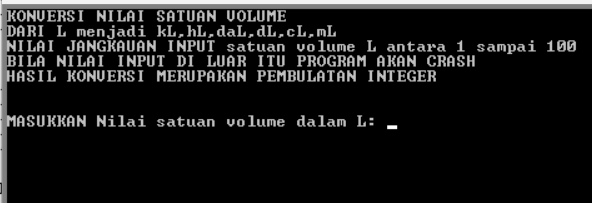 KONVERSI NILAI SATUAN VOLUME
DARI L menjadi kL,hL,daL,dL,cL,mL
NILAI JANGKAUAN INPUT satuan volume L antara 1 sampai 100
BILA NILAI INPUT DI LUAR ITU PROGRAM AKAN CRASH
HASIL KONVERSI MERUPAKAN PEMBULATAN INTEGER
MASUKKAN Nilai satuan volume dalam L: _